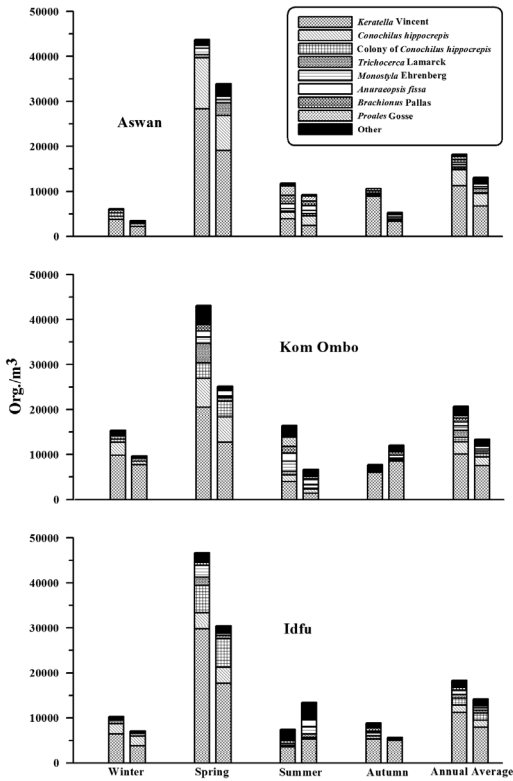 50000
40000
30000
20000
10000
0
Aswan
Keratella Vincent
Conochilus hippocrepis
Colony of Conochilus hippocrepis
Trichocerca Lamarck
Monostyla Ehrenberg
Anuraeopsis fissa
Brachionus Pallas
Proales Gosse
Other
Org./m3
50000
40000
30000
20000
10000
0
Kom Ombo
50000
40000
30000
20000
10000
0
Idfu
Winter Spring Summer Autumn Annual Average